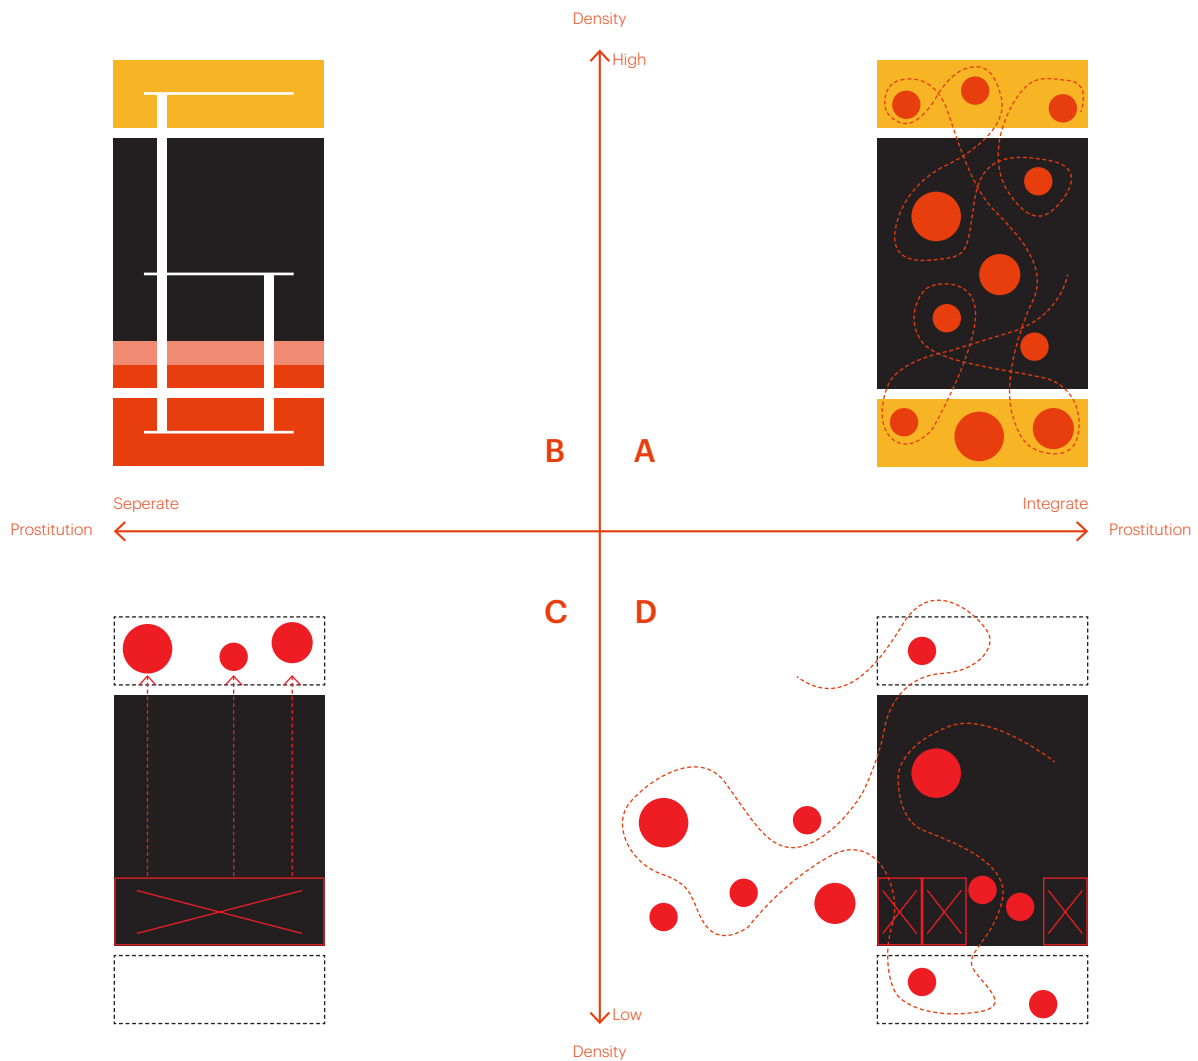 Density
High
B
A
Seperate
Integrate
Prostitution
Prostitution
C
D
Low
Density